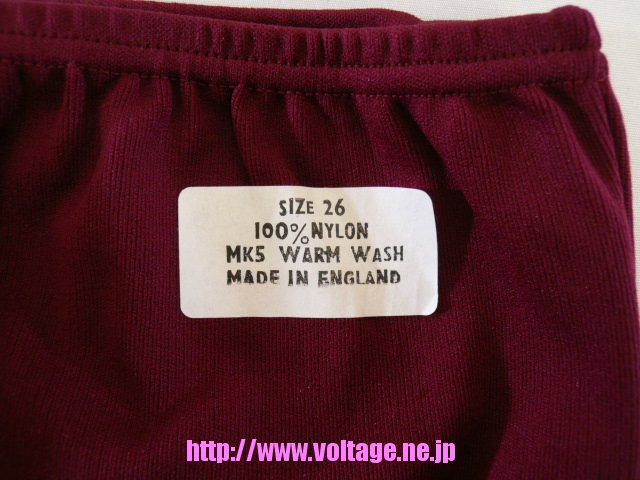 SIZE 26
100% NYLON
MK5 WARM WASH
MADE IN ENGLAND
http://www.voltage.ne.jp